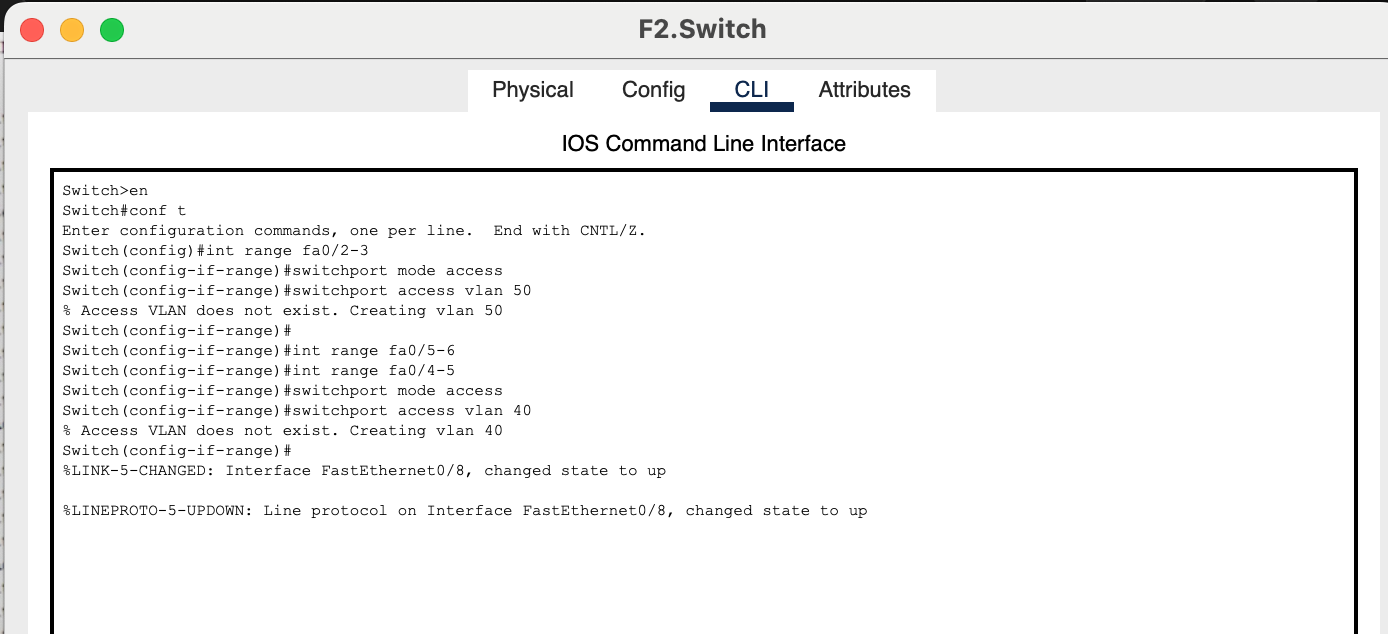 F2.Switch
Physical Config CLI Attributes
IOS Command Line Interface
Switch>en
Switch#conf t
Enter configuration commands, one per line.  End with CNTL/Z.
Switch(config)#int range fa0/2-3
Switch(config-if-range)#switchport mode access
Switch(config-if-range)#switchport access vlan 50
% Access VLAN does not exist. Creating vlan 50
Switch(config-if-range)#
Switch(config-if-range)#int range fa0/5-6
Switch(config-if-range)#int range fa0/4-5
Switch(config-if-range)#switchport mode access
Switch(config-if-range)#switchport access vlan 40
% Access VLAN does not exist. Creating vlan 40
Switch(config-if-range)#
%LINK-5-CHANGED: Interface FastEthernet0/8, changed state to up
%LINEPROTO-5-UPDOWN: Line protocol on Interface FastEthernet0/8, changed state to up